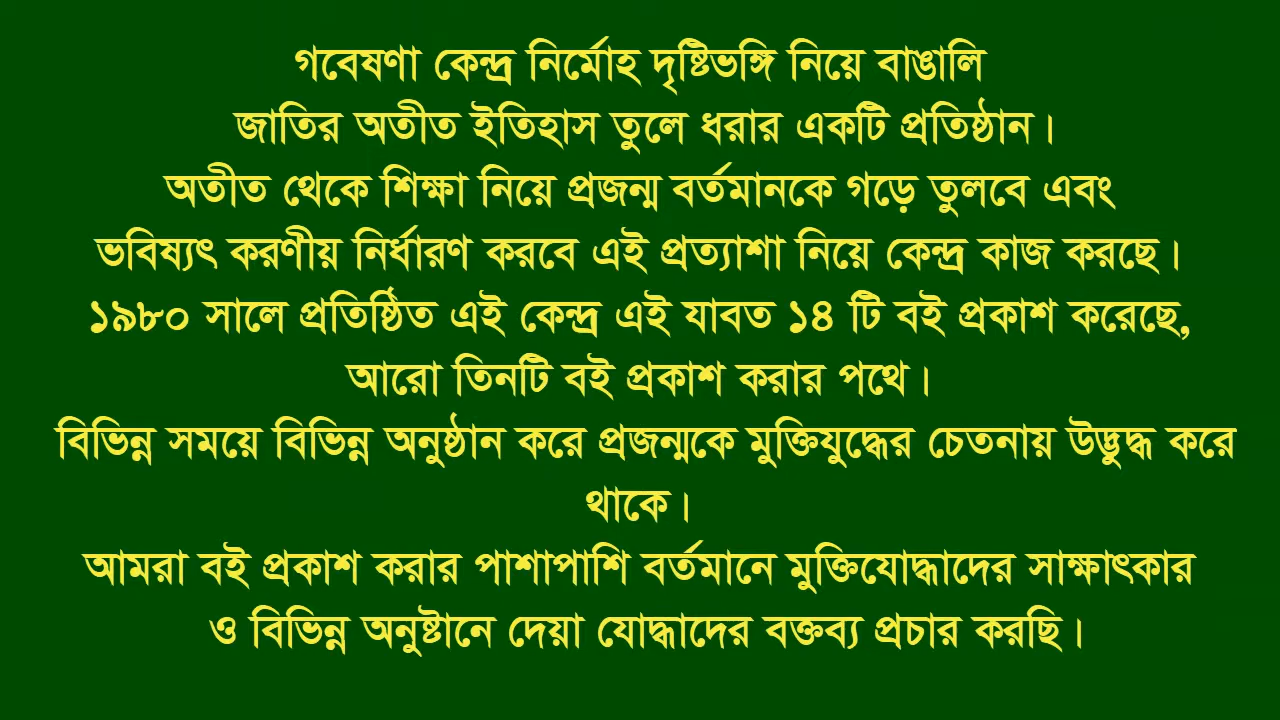 গবেষণা কেন্দ্র নির্মোহ দৃষ্টিভঙ্গি নিয়ে বাঙালি
জাতির অতীত ইতিহাস তুলে ধরার একটি প্রতিষ্ঠান।
অতীত থেকে শিক্ষা নিয়ে প্রজন্ম বর্তমানকে গড়ে তুলবে এবং
ভবিষ্যৎ করণীয় নির্ধারণ করবে এই প্রত্যাশা নিয়ে কেন্দ্র কাজ করছে।
১৯৮০ সালে প্রতিষ্ঠিত এই কেন্দ্র এই যাবত ১৪ টি বই প্রকাশ করেছে,
আরো তিনটি বই প্রকাশ করার পথে।
বিভিন্ন সময়ে বিভিন্ন অনুষ্ঠান করে প্রজন্মকে মুক্তিযুদ্ধের চেতনায় উদ্ভুদ্ধ করে
থাকে।
আমরা বই প্রকাশ করার পাশাপাশি বর্তমানে মুক্তিযোদ্ধাদের সাক্ষাৎকার
ও বিভিন্ন অনুষ্টানে দেয়া যোদ্ধাদের বক্তব্য প্রচার করছি।